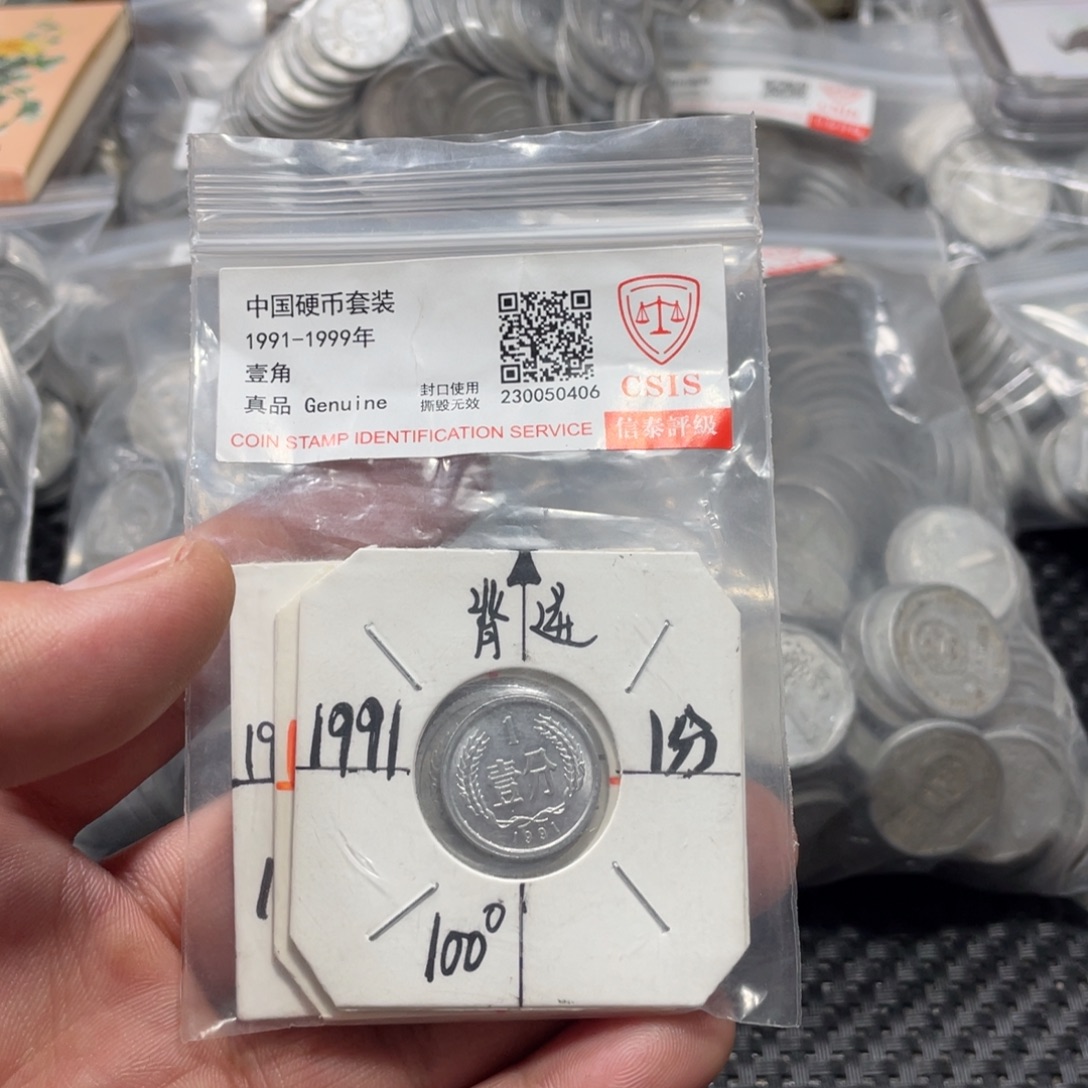 中国硬币套装
1991-1999年
壹角
真品 Genuine
封口使用
撕毁无效
230050406
CSIS
信泰評級
COIN STAMP IDENTIFICATION SERVICE
背逆
19
1991
1分
1
壹分
1991
1
100°